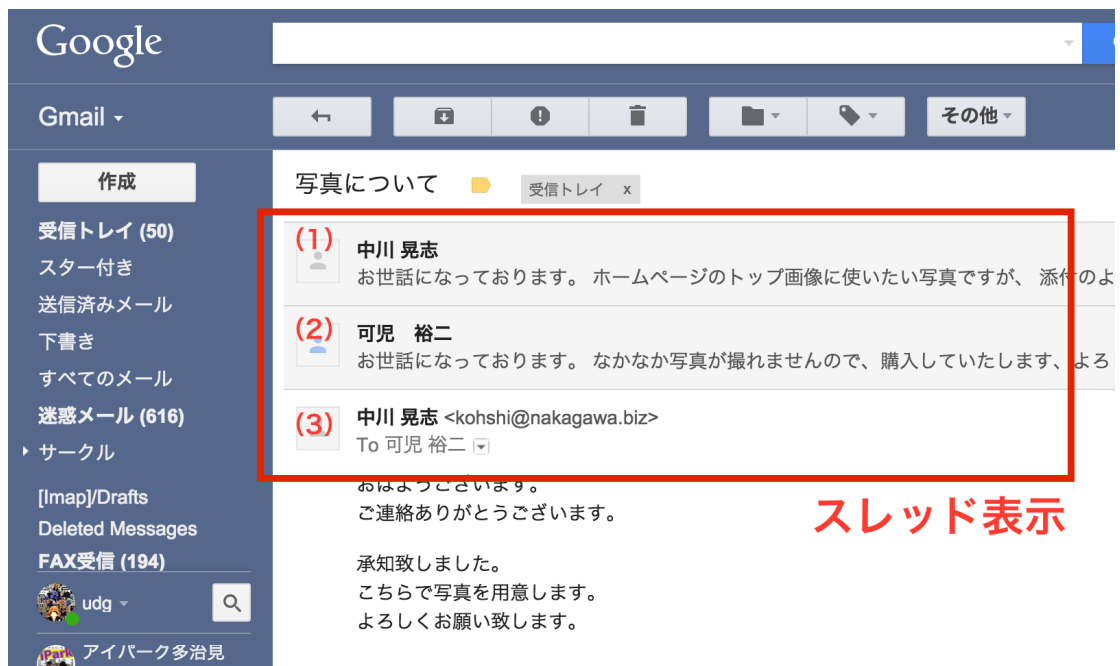 Google
Gmail
その他
作成
写真について
受信トレイ x
受信トレイ (50)
スター付き
送信済みメール
下書き
すべてのメール
迷惑メール (616)
サークル
[Imap]/Drafts
Deleted Messages
FAX受信 (194)
udg
アイパーク多治見
(1)
中川 晃志
お世話になっております。 ホームページのトップ画像に使いたい写真ですが、 添付のよ
(2)
可児 裕二
お世話になっております。 なかなか写真が撮れませんので、購入していたします、よろ
(3)
中川 晃志 <kohshi@nakagawa.biz>
To 可児 裕二
おはようございます。
ご連絡ありがとうございます。
スレッド表示
承知致しました。
こちらで写真を用意します。
よろしくお願い致します。